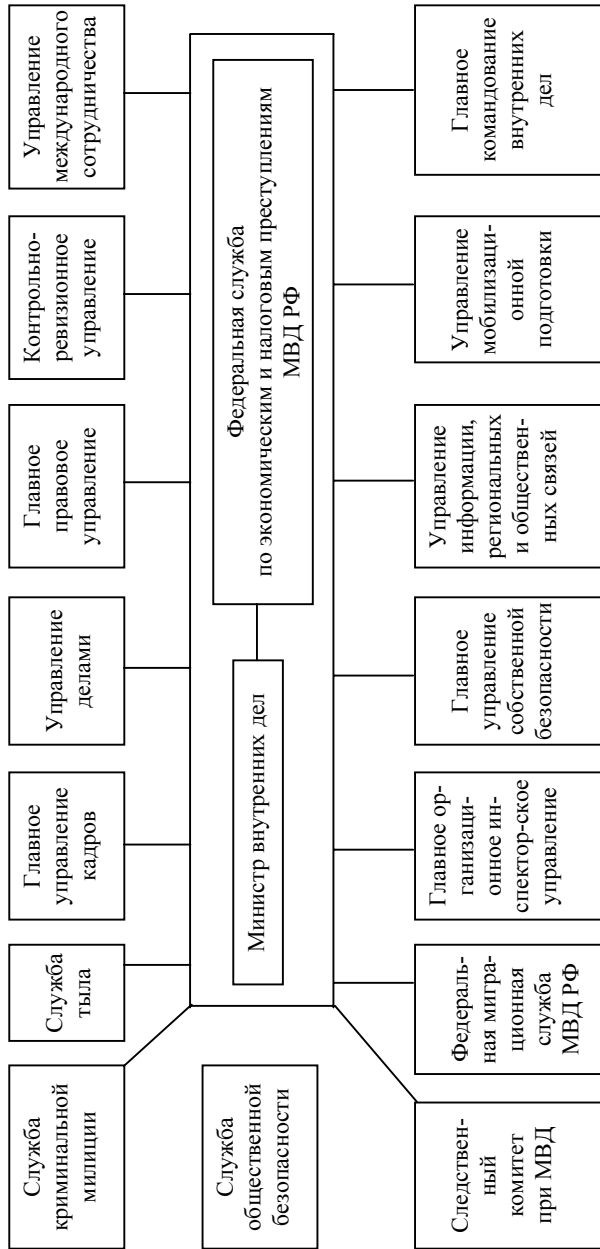 Служба
криминальной
милиции
Служба
тыла
Главное
управление
кадров
Управление
делами
Главное
правовое
управление
Контрольно-
ревизионное
управление
Управление
международного
сотрудничества
Служба
общественной
безопасности
Министр внутренних дел
Федеральная служба
по экономическим и налоговым преступлениям
МВД РФ
Следствен-
ный
комитет
при МВД
Федераль-
ная мигра-
ционная
служба
МВД РФ
Главное ор-
ганизаци-
онное ин-
спектор-ское
управление
Главное
управление
собственной
безопасности
Управление
информации,
региональных
и обществен-
ных связей
Управление
мобилизаци-
онной
подготовки
Главное
командование
внутренних
дел